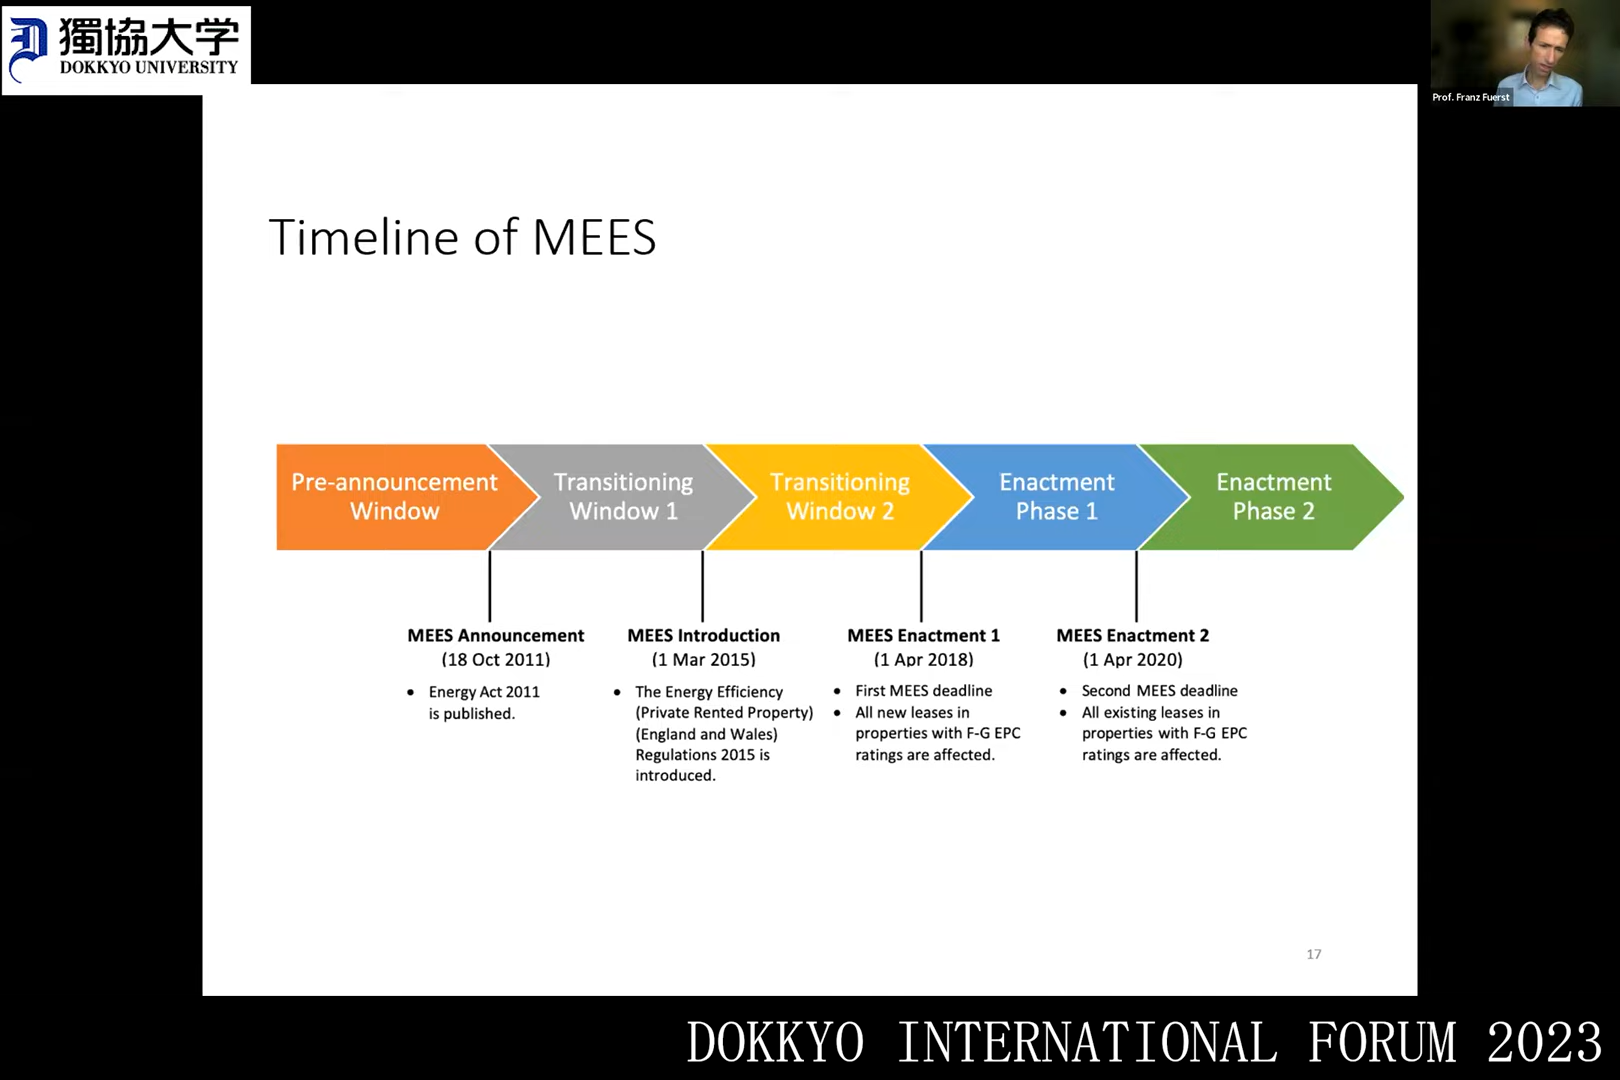 獨協大学
DOKKYO UNIVERSITY
Prof. Franz Fuerst
Timeline of MEES
Pre-announcement
Window
Transitioning
Window 1
Transitioning
Window 2
Enactment
Phase 1
Enactment
Phase 2
MEES Announcement
(18 Oct 2011)
• Energy Act 2011
is published.
MEES Introduction
(1 Mar 2015)
• The Energy Efficiency
(Private Rented Property)
(England and Wales)
Regulations 2015 is
introduced.
MEES Enactment 1
(1 Apr 2018)
• First MEES deadline
• All new leases in
properties with F-G EPC
ratings are affected.
MEES Enactment 2
(1 Apr 2020)
• Second MEES deadline
• All existing leases in
properties with F-G EPC
ratings are affected.
17
DOKKYO INTERNATIONAL FORUM 2023